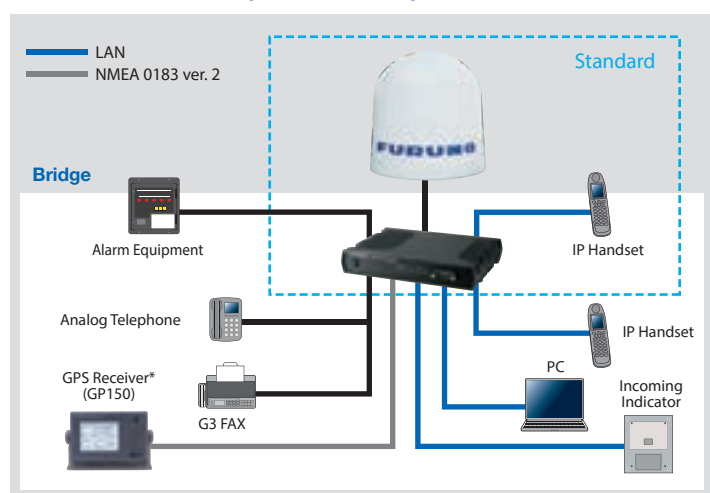 LAN
NMEA 0183 ver. 2
Standard
FURUNO
Bridge
Alarm Equipment
IP Handset
Analog Telephone
IP Handset
GPS Receiver*
(GP150)
G3 FAX
PC
Incoming
Indicator